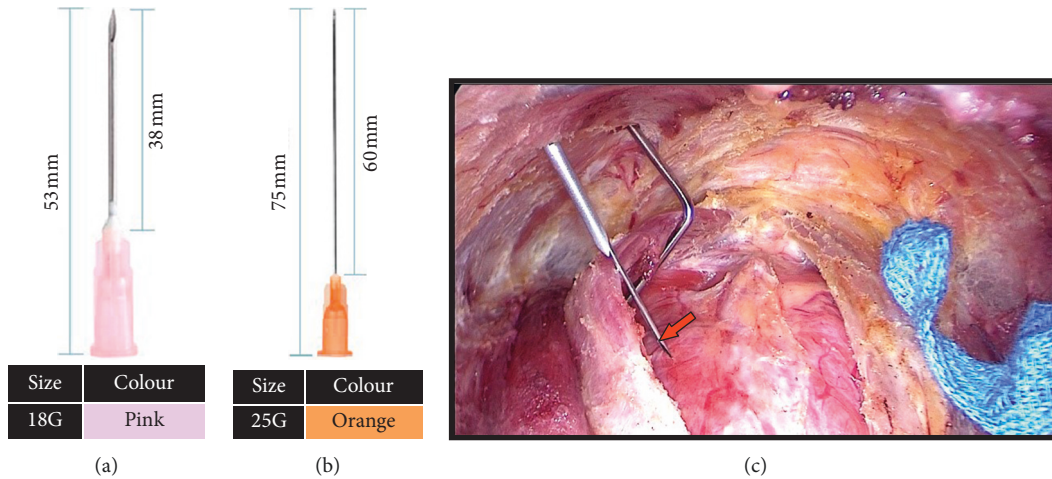 53 mm
38 mm
75 mm
60 mm
Size Colour
18G Pink
Size Colour
25G Orange
(a)
(b)
(c)